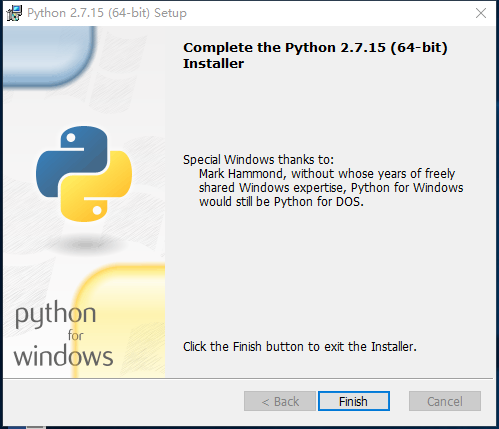 Python 2.7.15 (64-bit) Setup
Complete the Python 2.7.15 (64-bit)
Installer
Special Windows thanks to:
Mark Hammond, without whose years of freely
shared Windows expertise, Python for Windows
would still be Python for DOS.
python
for
windows
Click the Finish button to exit the Installer.
< Back
Finish
Cancel